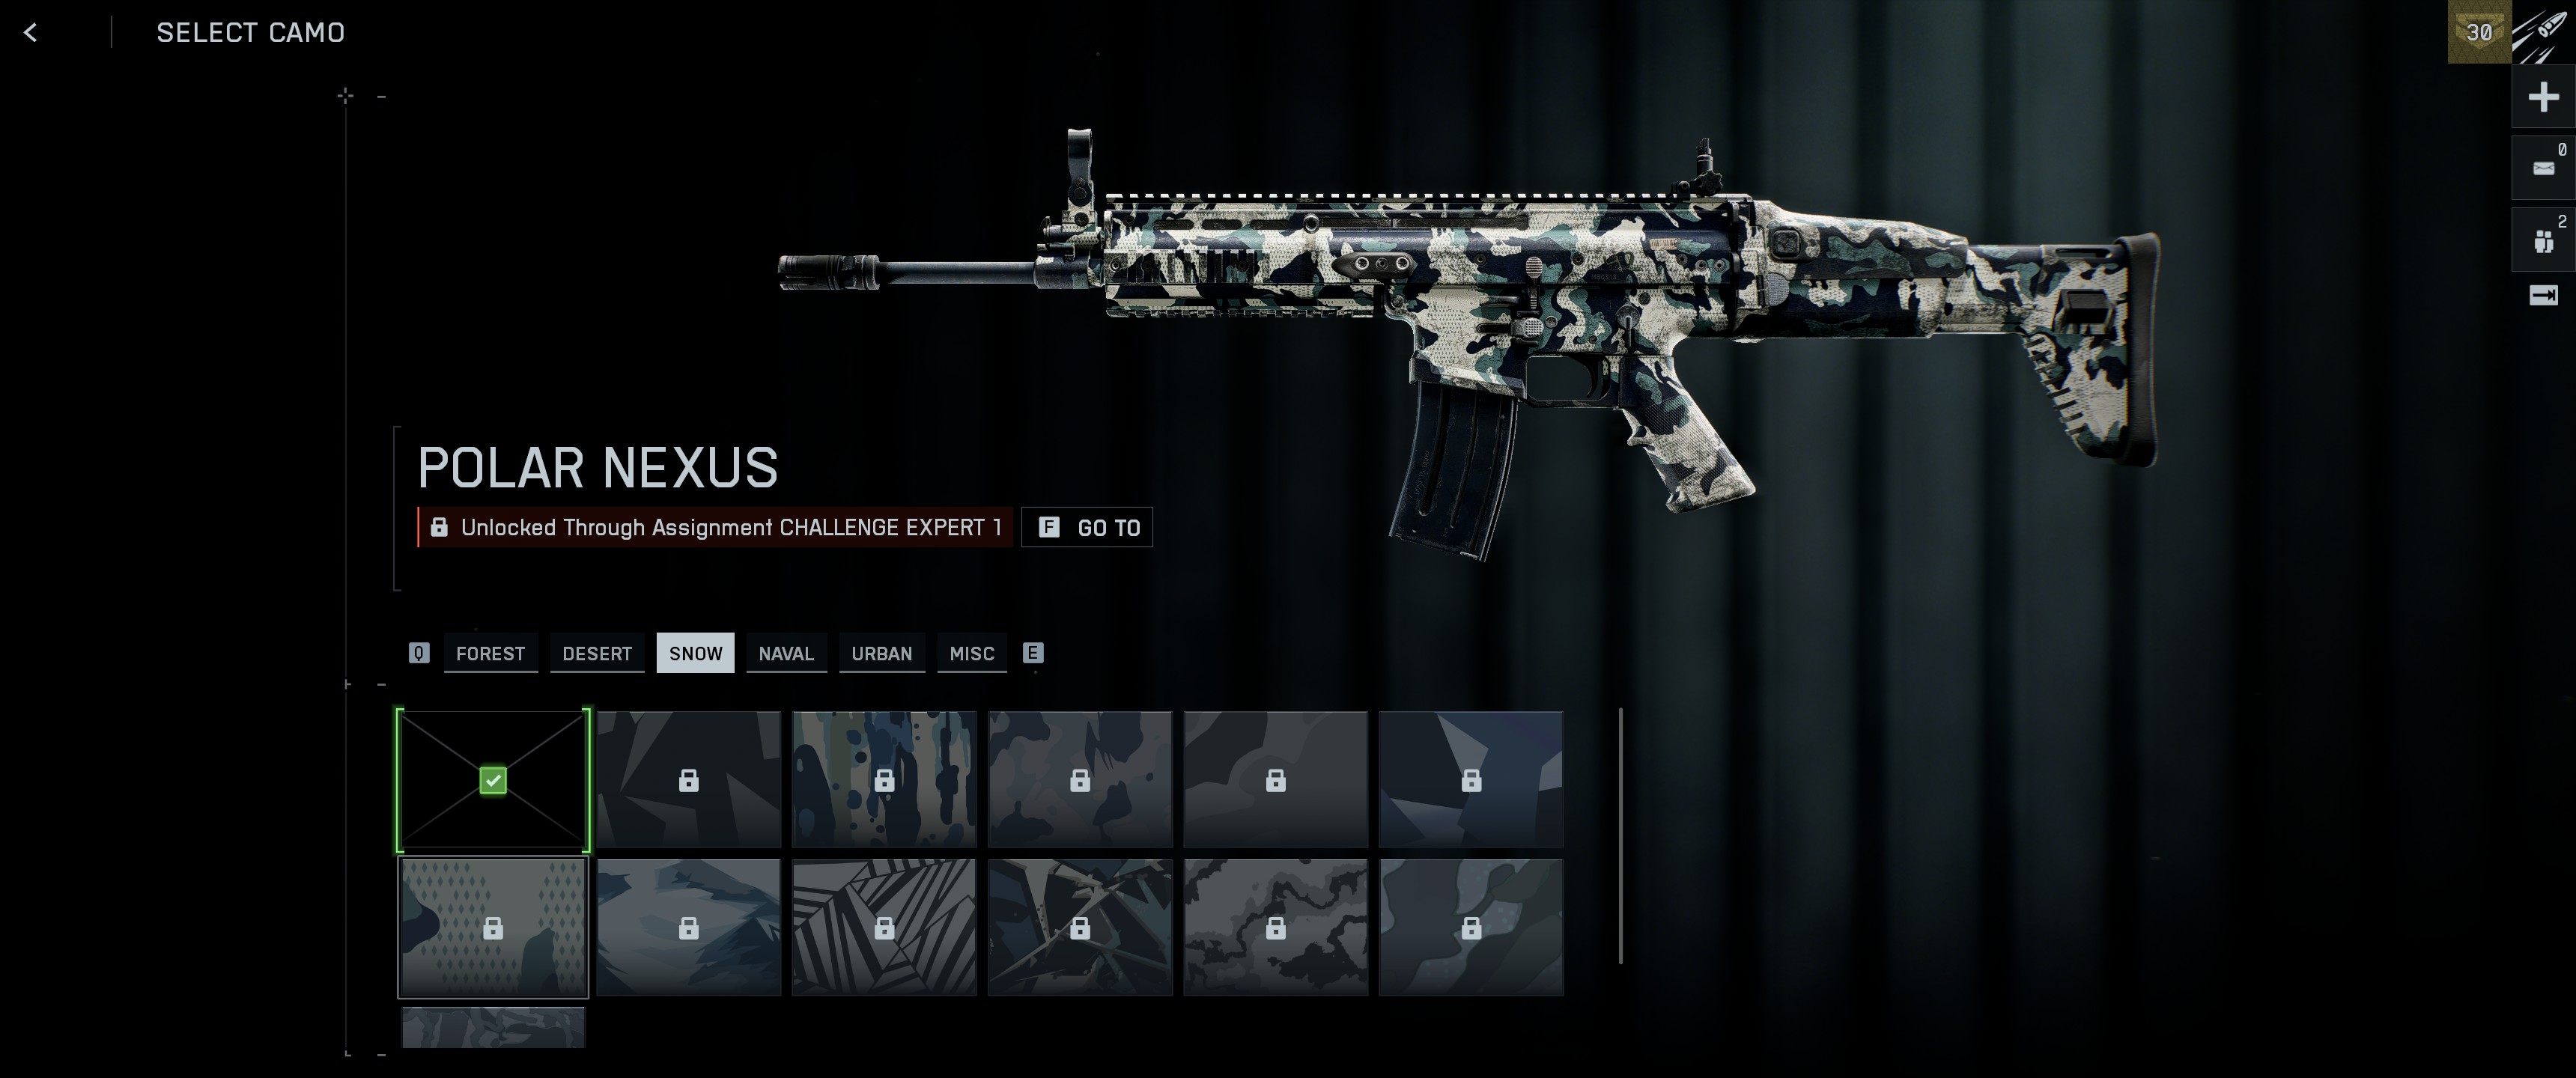 SELECT CAMO
30
0
2
POLAR NEXUS
Unlocked Through Assignment CHALLENGE EXPERT 1
F GO TO
Q FOREST DESERT SNOW NAVAL URBAN MISC E